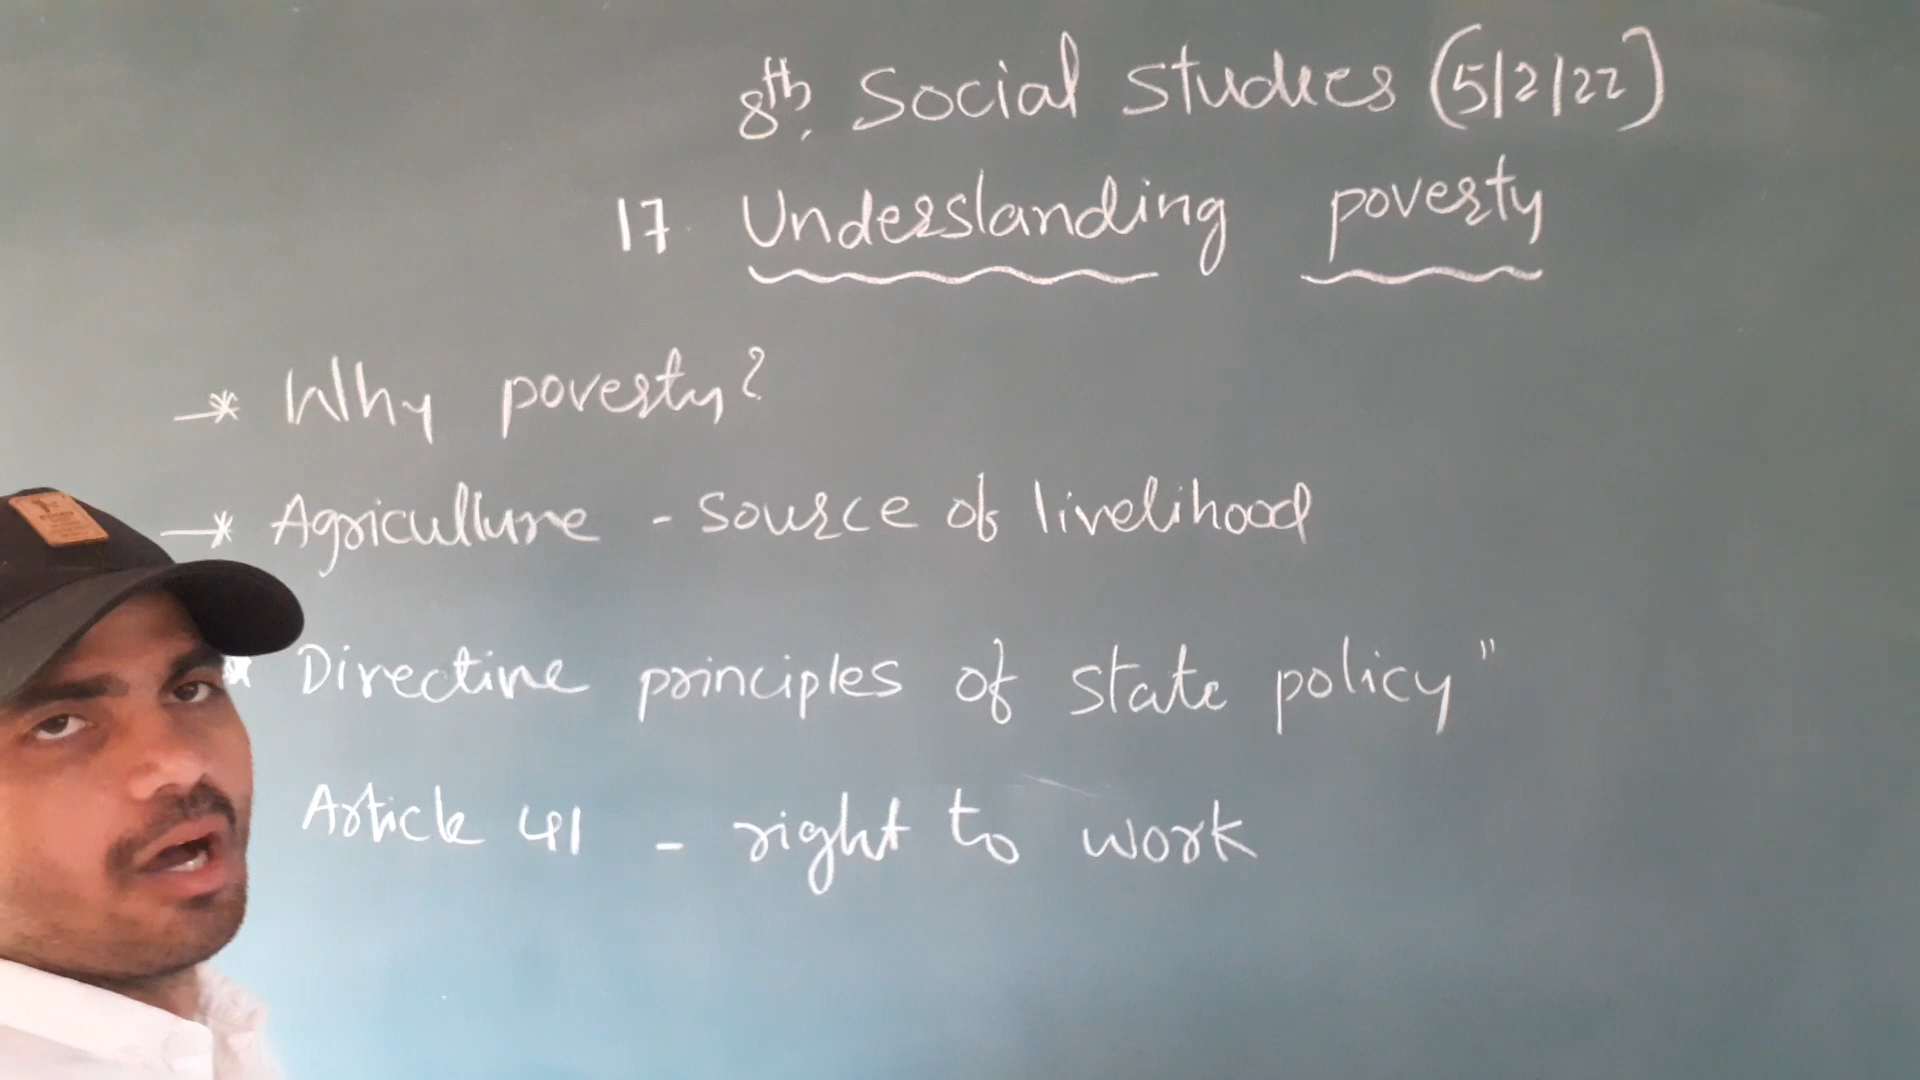 8th, Social Studies (5/2/22)
17. Understanding poverty
→* Why poverty?
→* Agriculture - source of livelihood
* Directive principles of state policy"
Article 41 - right to work